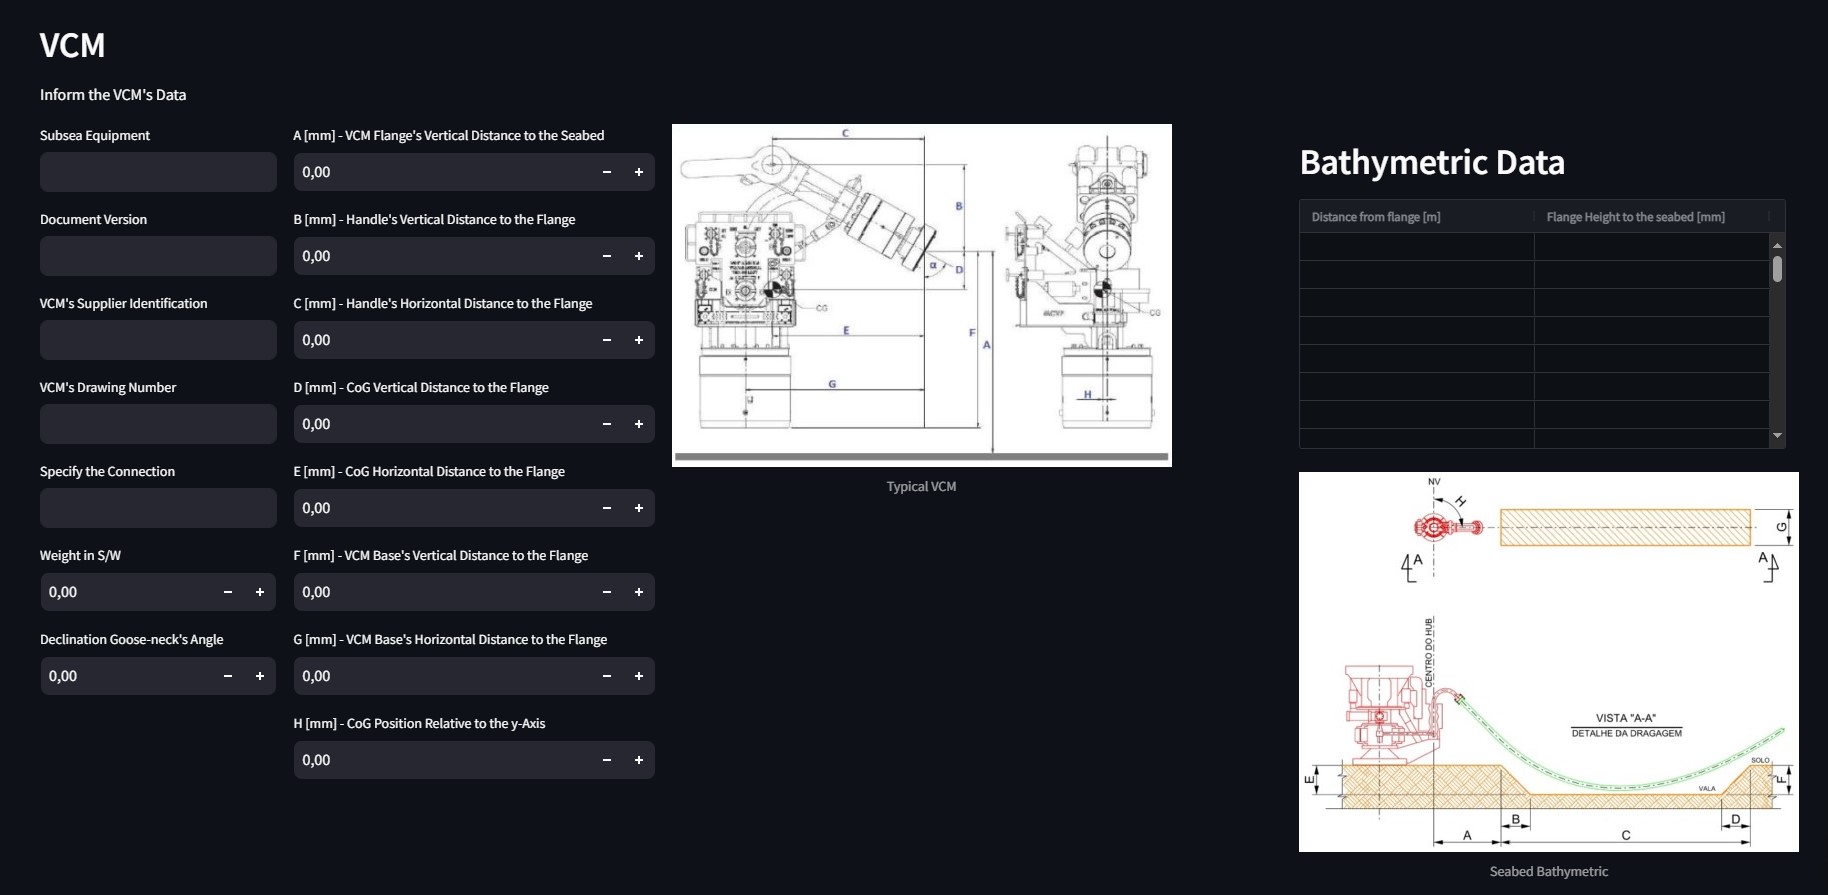 VCM
Inform the VCM's Data
Subsea Equipment
Document Version
VCM's Supplier Identification
VCM's Drawing Number
Specify the Connection
Weight in S/W
0,00
Declination Goose-neck's Angle
0,00
A [mm] - VCM Flange's Vertical Distance to the Seabed
0,00
B [mm] - Handle's Vertical Distance to the Flange
0,00
C [mm] - Handle's Horizontal Distance to the Flange
0,00
D [mm] - CoG Vertical Distance to the Flange
0,00
E [mm] - CoG Horizontal Distance to the Flange
0,00
F [mm] - VCM Base's Vertical Distance to the Flange
0,00
G [mm] - VCM Base's Horizontal Distance to the Flange
0,00
H [mm] - CoG Position Relative to the y-Axis
0,00
C
B
α
D
CG
CG
E
F
A
G
H
Typical VCM
Bathymetric Data
Distance from flange [m]
Flange Height to the seabed [mm]
NV
H
G
A
A
CENTRO DO HUB
VISTA "A-A"
DETALHE DA DRAGAGEM
SOLO
E
F
VALA
B
D
A
C
Seabed Bathymetric